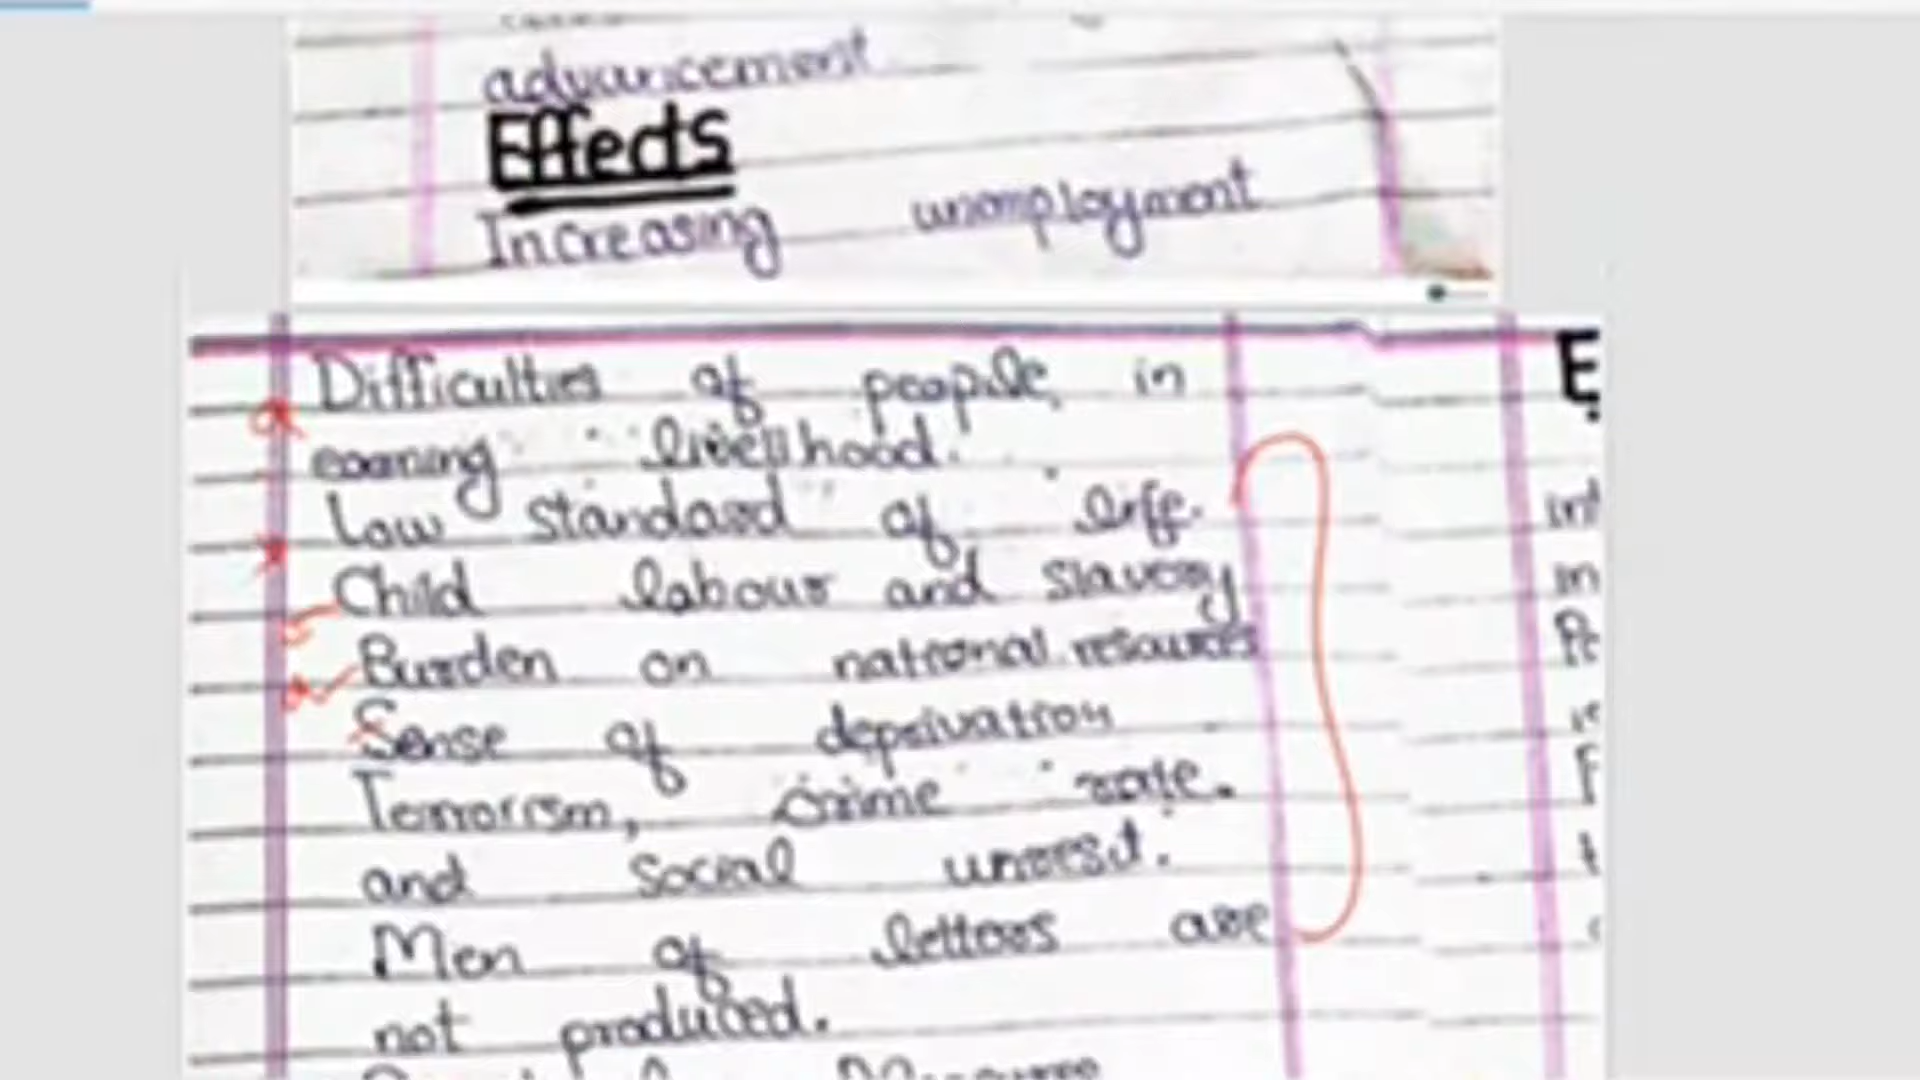 advancement
Effects
Increasing unemployment
Difficulties of people in
earning livelihood.
Low standard of life.
Child labour and slavery
Burden on national resources
Sense of deprivation
Terrorism, crime rate.
and social unrest.
Men of letters are
not produced.
Measures